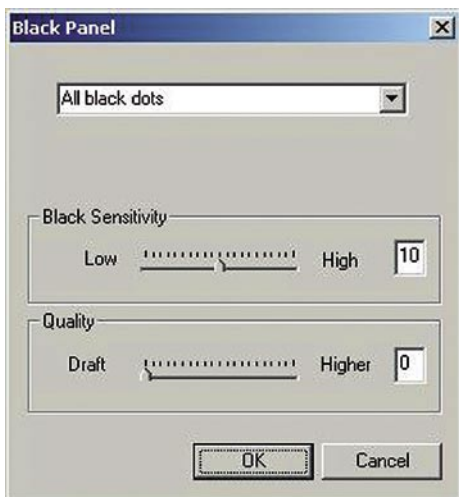 Black Panel
All black dots
Black Sensitivity
Low High 10
Quality
Draft Higher 0
OK Cancel